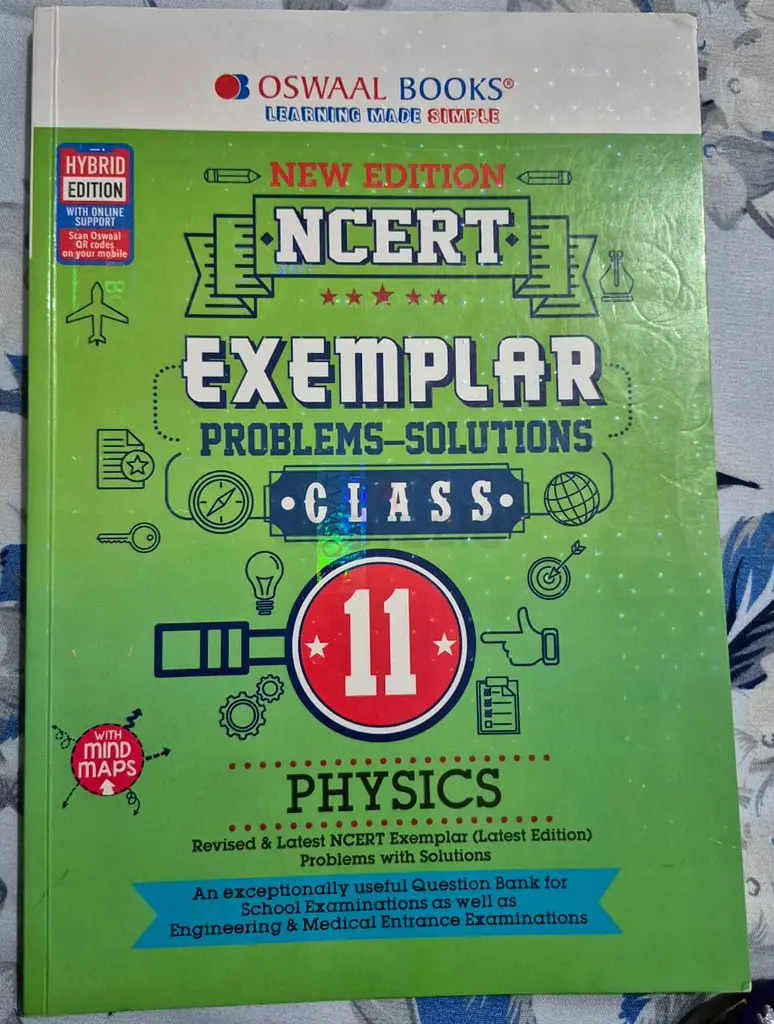 OSWAAL BOOKS®
LEARNING MADE SIMPLE
HYBRID
EDITION
WITH ONLINE
SUPPORT
Scan Oswaal
QR codes
on your mobile
NEW EDITION
NCERT
EXEMPLAR
PROBLEMS–SOLUTIONS
CLASS
11
WITH
MIND
MAPS
PHYSICS
Revised & Latest NCERT Exemplar (Latest Edition)
Problems with Solutions
An exceptionally useful Question Bank for
School Examinations as well as
Engineering & Medical Entrance Examinations